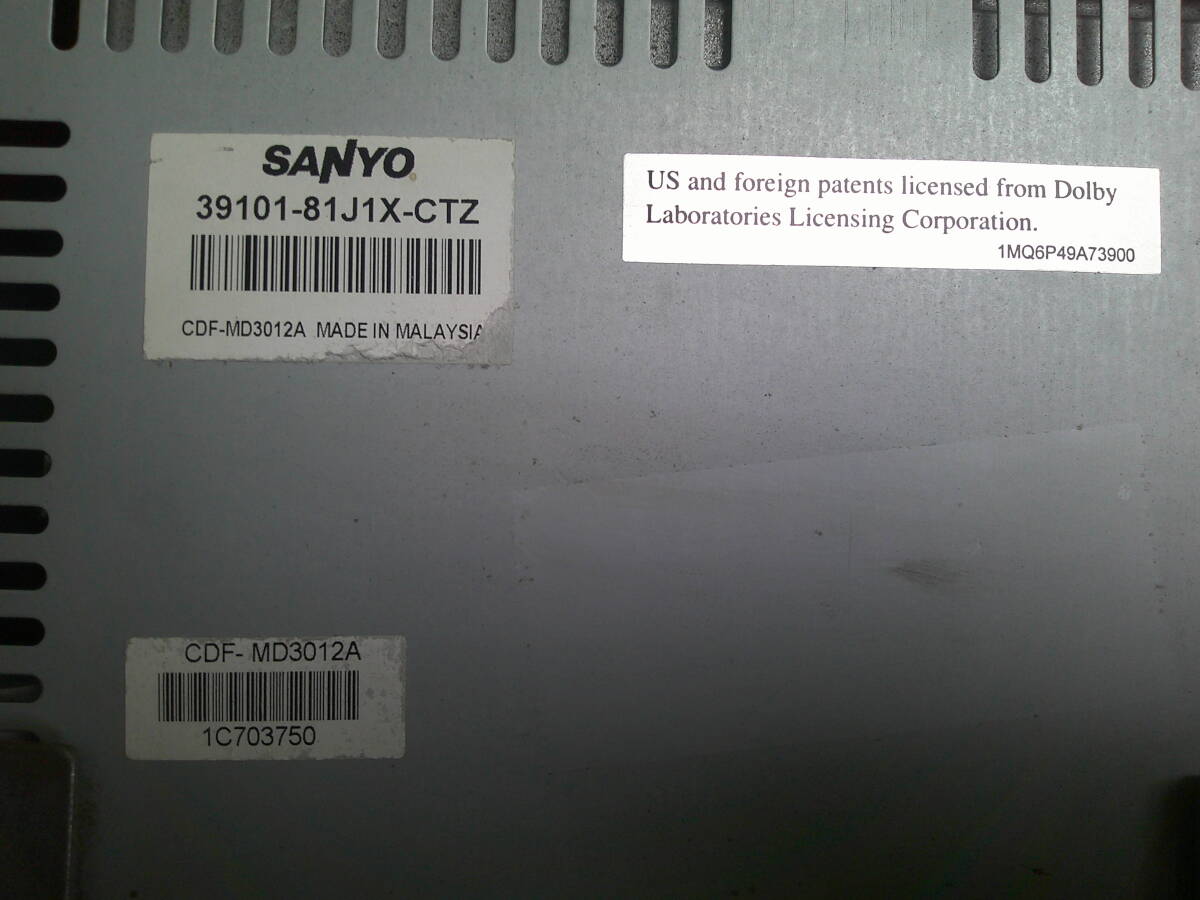 SANYO
39101-81J1X-CTZ
CDF-MD3012A MADE IN MALAYSIA
US and foreign patents licensed from Dolby
Laboratories Licensing Corporation.
1MQ6P49A73900
CDF- MD3012A
1C703750